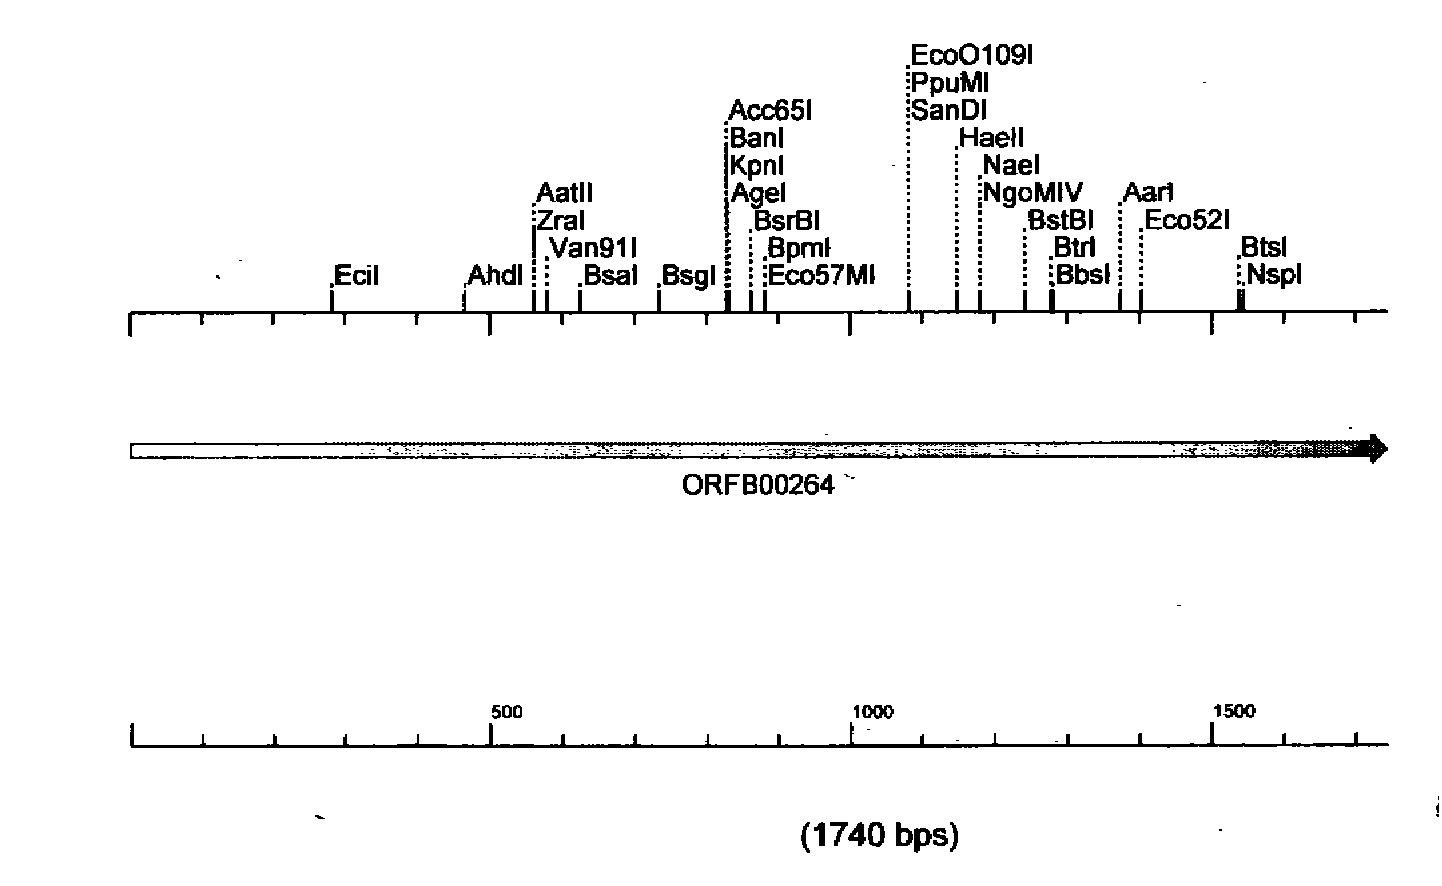 EcoO109I
PpuMI
Acc65I SanDI
BanI HaeII
KpnI NaeI
AatII AgeI NgoMIV AarI
ZraI BsrBI BstBI Eco52I
Van91I BpmI BtrI BtsI
EciI AhdI BsaI BsgI Eco57MI BbsI NspI
ORFB00264
500 1000 1500
(1740 bps)